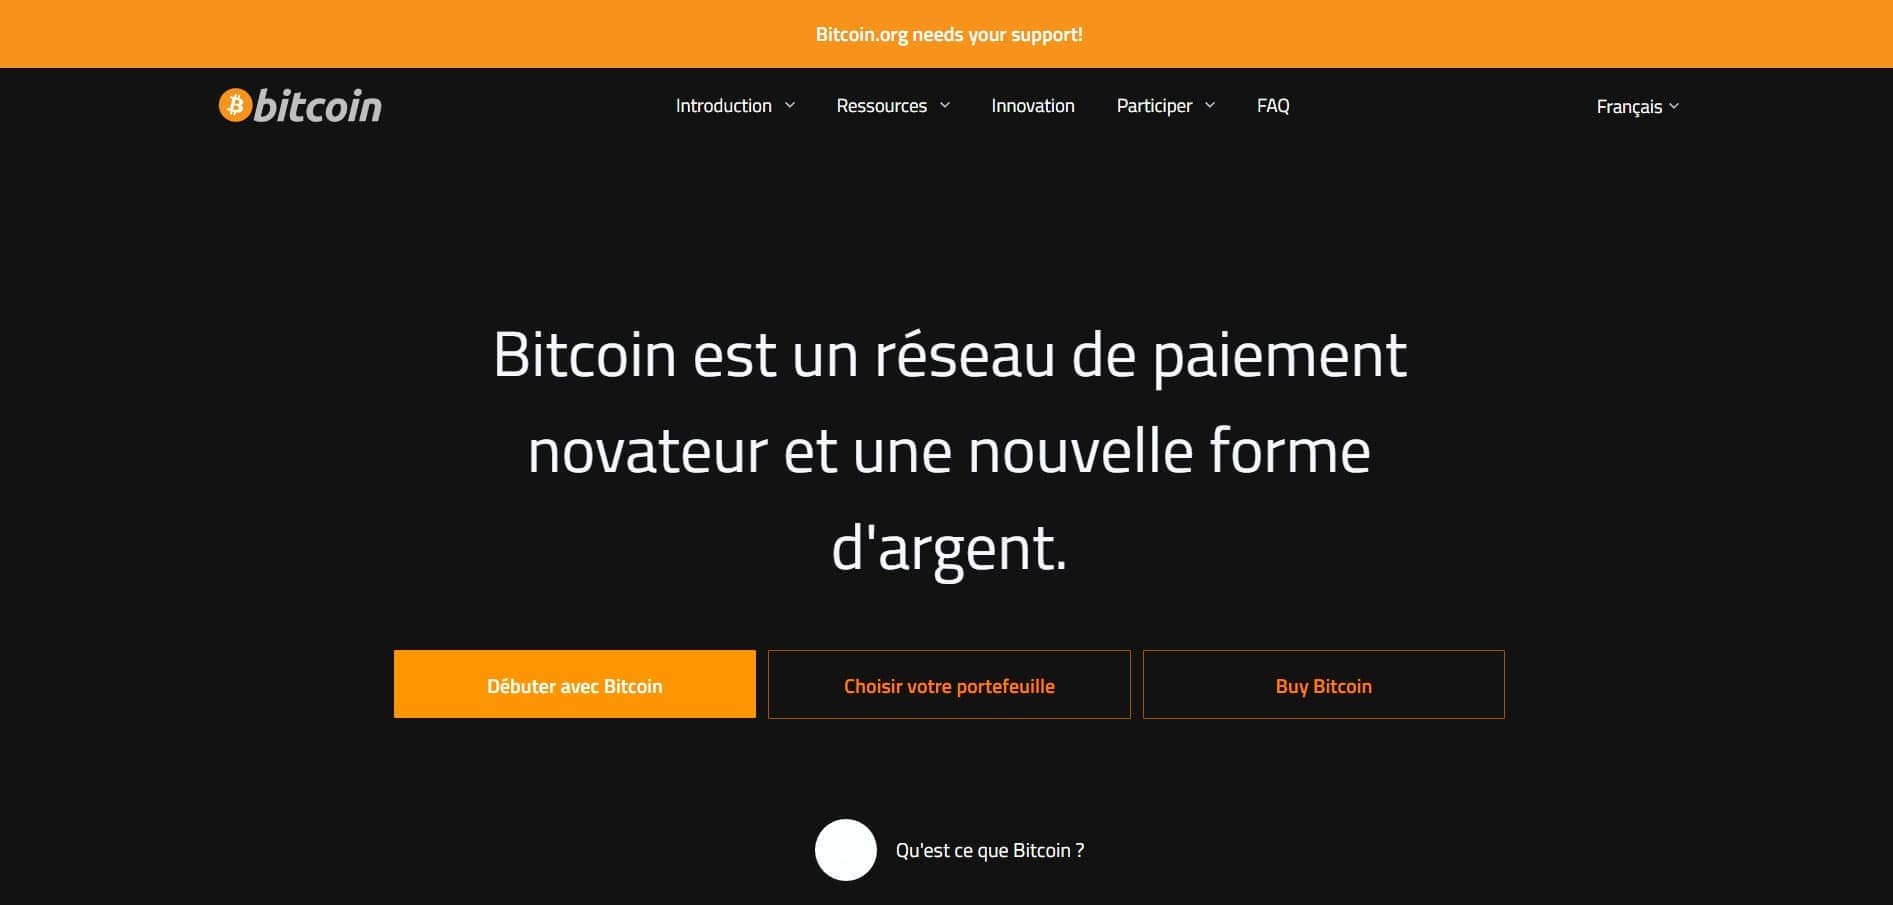 Bitcoin.org needs your support!
bitcoin
Introduction Ressources Innovation Participer FAQ
Français
Bitcoin est un réseau de paiement
novateur et une nouvelle forme
d'argent.
Débuter avec Bitcoin
Choisir votre portefeuille
Buy Bitcoin
Qu'est ce que Bitcoin ?